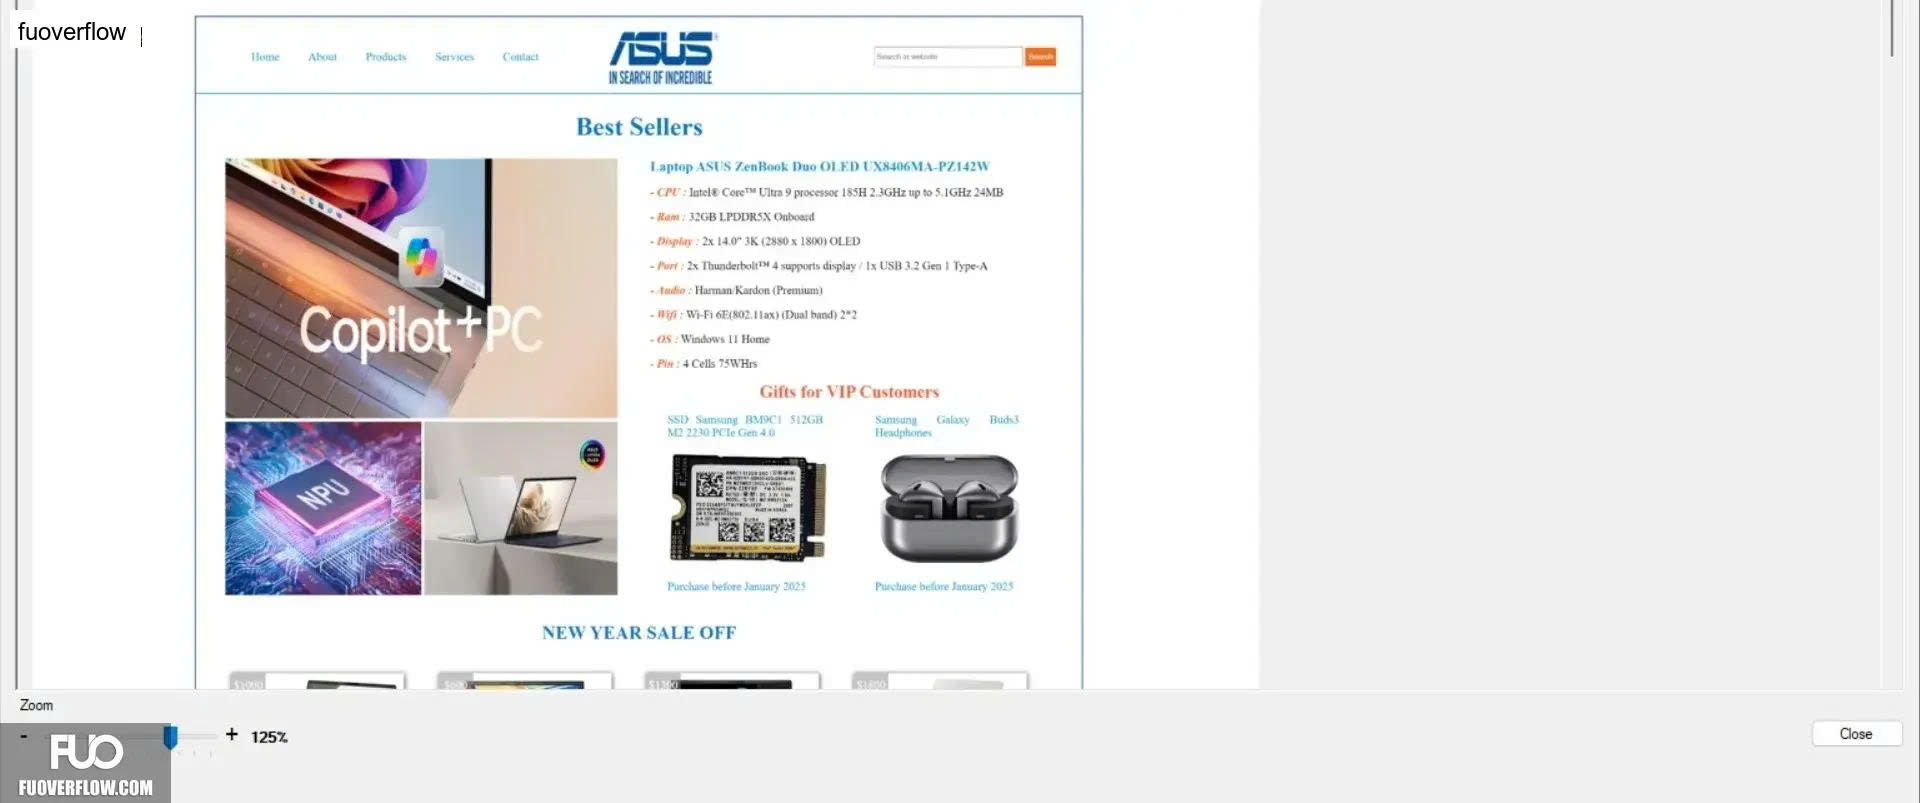 fuoverflow
Home About Products Services Contact
ASUS
IN SEARCH OF INCREDIBLE
Search in website
Search
Best Sellers
Copilot+PC
NPU
Laptop ASUS ZenBook Duo OLED UX8406MA-PZ142W
- CPU : Intel® Core™ Ultra 9 processor 185H 2.3GHz up to 5.1GHz 24MB
- Ram : 32GB LPDDR5X Onboard
- Display : 2x 14.0" 3K (2880 x 1800) OLED
- Port : 2x Thunderbolt™ 4 supports display / 1x USB 3.2 Gen 1 Type-A
- Audio : Harman/Kardon (Premium)
- Wifi : Wi-Fi 6E(802.11ax) (Dual band) 2*2
- OS : Windows 11 Home
- Pin : 4 Cells 75WHrs
Gifts for VIP Customers
SSD Samsung BM9C1 512GB
M2 2230 PCIe Gen 4.0
Samsung Galaxy Buds3
Headphones
Purchase before January 2025
Purchase before January 2025
NEW YEAR SALE OFF
Zoom
- + 125%
Close
FUO
FUOVERFLOW.COM